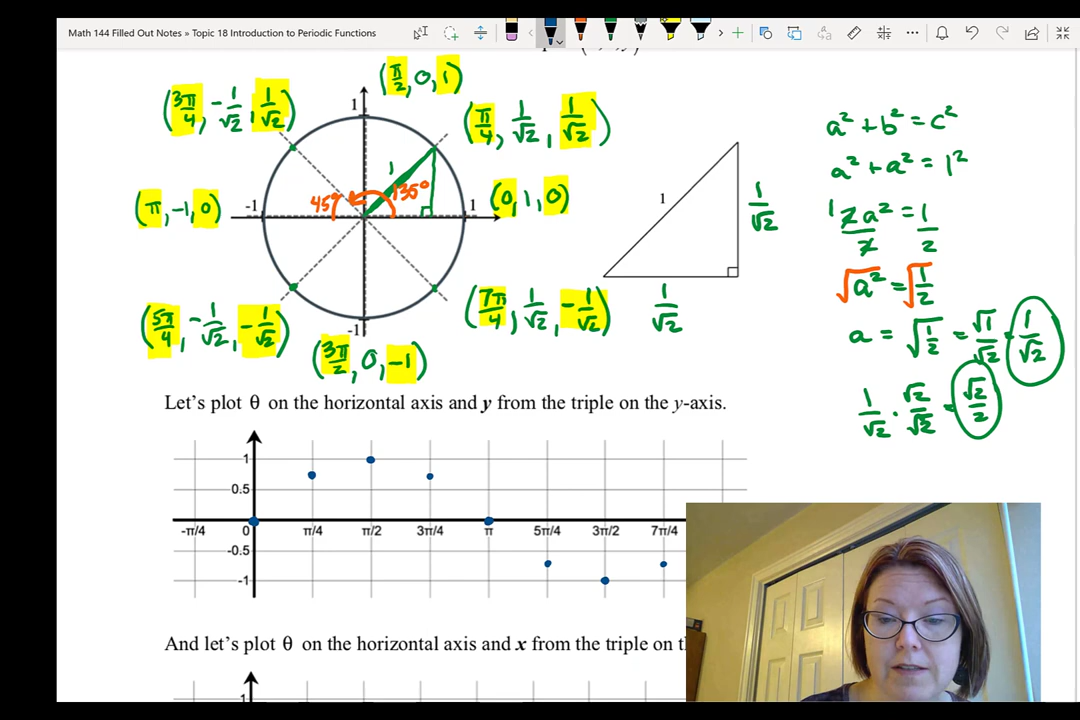 Math 144 Filled Out Notes » Topic 18 Introduction to Periodic Functions
(π/2, 0, 1)
(3π/4, -1/√2, 1/√2)
1
(π/4, 1/√2, 1/√2)
a² + b² = c²
a² + a² = 1²
1
45°
135°
(π, -1, 0)
-1
1
(0, 1, 0)
1
1/√2
1 2a²/2 = 1/2
√a² = √1/2
(5π/4, -1/√2, -1/√2)
-1
(7π/4, 1/√2, -1/√2)
1/√2
a = √1/2 = √1/√2 = 1/√2
(3π/2, 0, -1)
1/√2 · √2/√2 = √2/2
Let's plot θ on the horizontal axis and y from the triple on the y-axis.
1
0.5
-π/4 0 π/4 π/2 3π/4 π 5π/4 3π/2 7π/4
-0.5
-1
And let's plot θ on the horizontal axis and x from the triple on
1